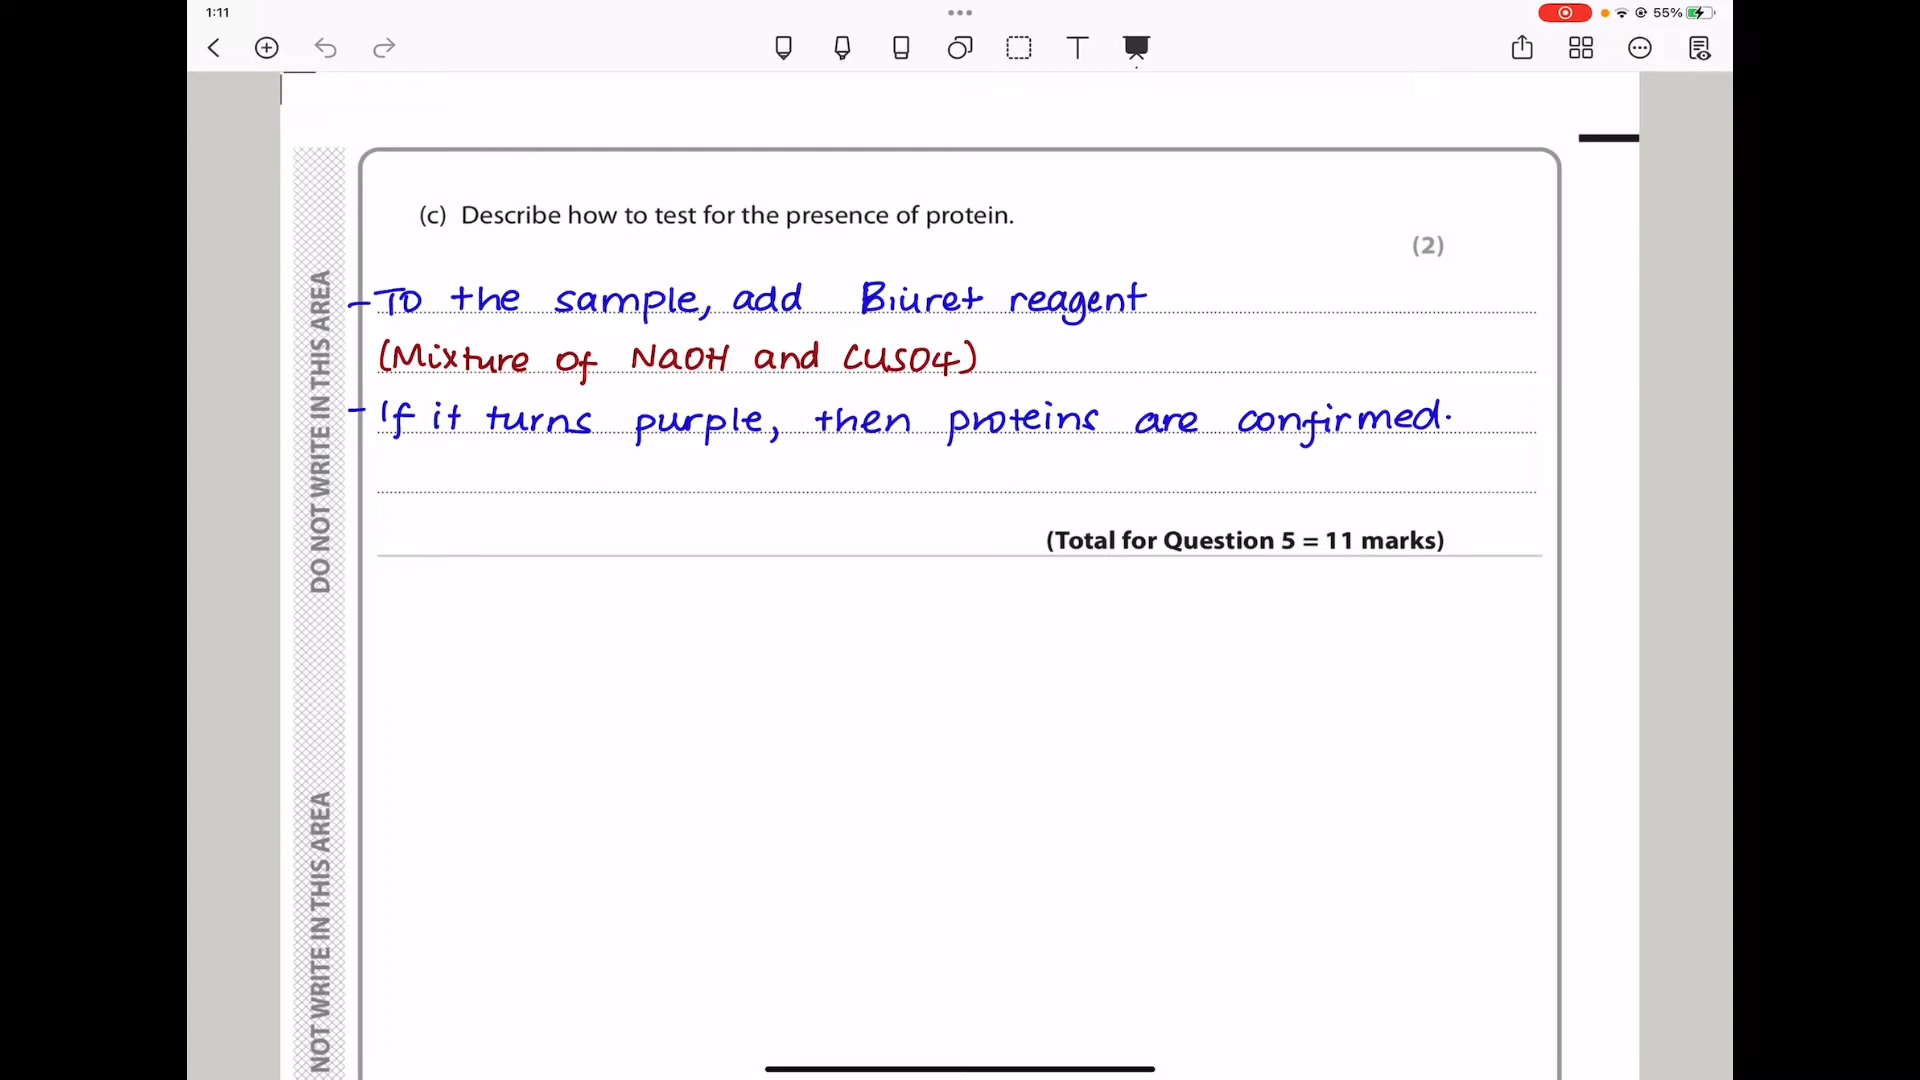 1:11
55%
(c) Describe how to test for the presence of protein.
(2)
- To the sample, add Biuret reagent
(Mixture of NaOH and CuSO4)
- If it turns purple, then proteins are confirmed.
(Total for Question 5 = 11 marks)
DO NOT WRITE IN THIS AREA
NOT WRITE IN THIS AREA